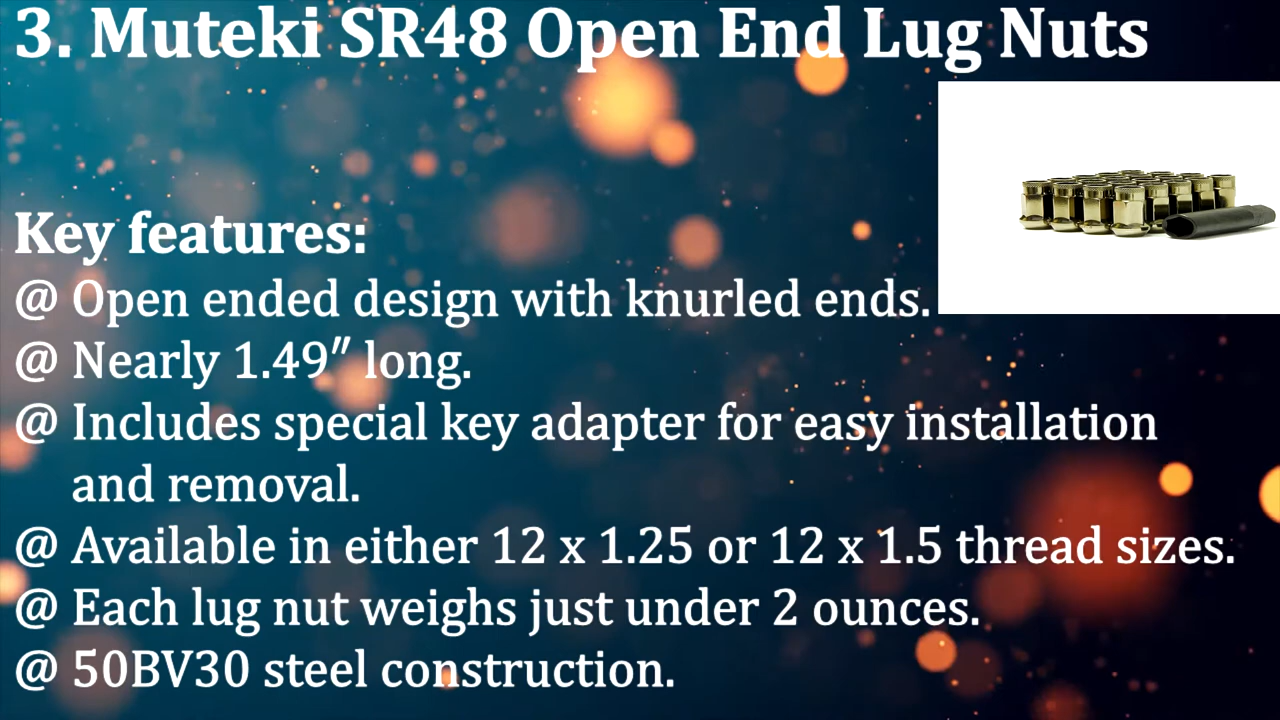 3. Muteki SR48 Open End Lug Nuts
Key features:
@ Open ended design with knurled ends.
@ Nearly 1.49″ long.
@ Includes special key adapter for easy installation
and removal.
@ Available in either 12 x 1.25 or 12 x 1.5 thread sizes.
@ Each lug nut weighs just under 2 ounces.
@ 50BV30 steel construction.